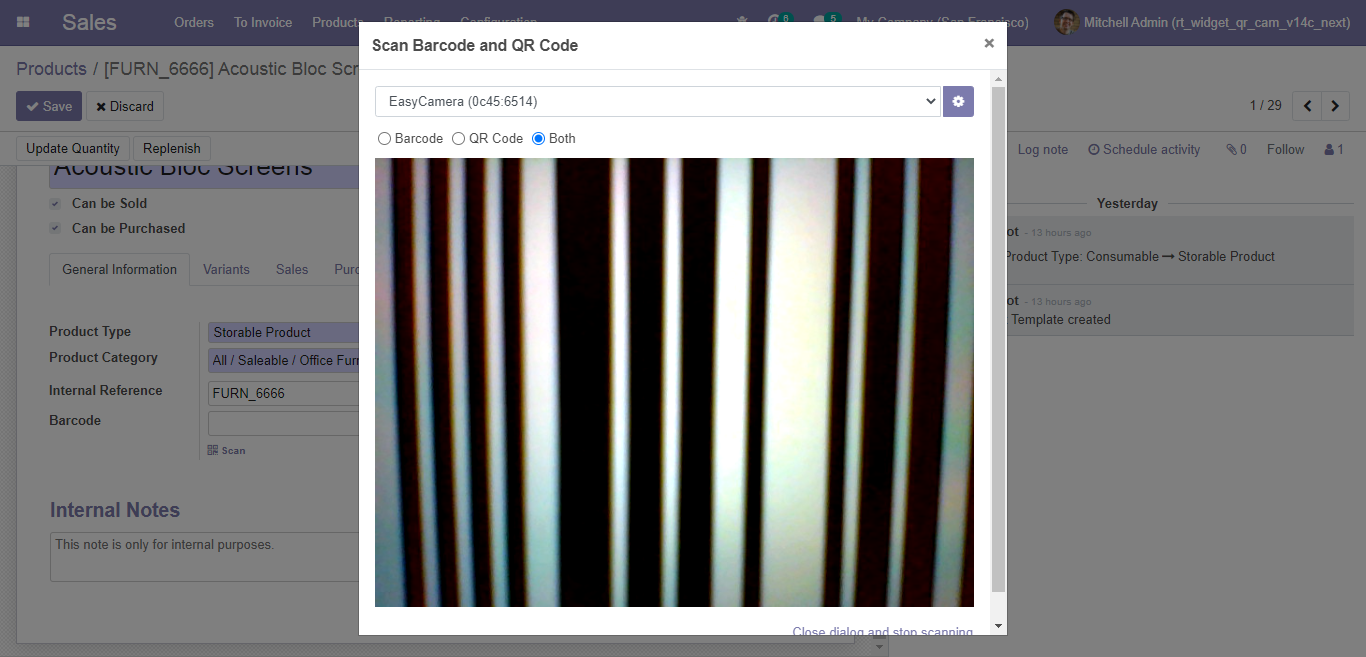 Sales Orders To Invoice Products Reporting Configuration 6 5 My Company (San Francisco) Mitchell Admin (rt_widget_qr_cam_v14c_next)
Products / [FURN_6666] Acoustic Bloc Scr
Save Discard
1 / 29
Update Quantity Replenish
Log note Schedule activity 0 Follow 1
Acoustic Bloc Screens
Can be Sold
Can be Purchased
General Information Variants Sales Purc
Product Type Storable Product
Product Category All / Saleable / Office Furn
Internal Reference FURN_6666
Barcode
Scan
Internal Notes
This note is only for internal purposes.
Scan Barcode and QR Code ×
EasyCamera (0c45:6514)
Barcode QR Code Both
Close dialog and stop scanning
Yesterday
ot - 13 hours ago
Product Type: Consumable → Storable Product
ot - 13 hours ago
Template created